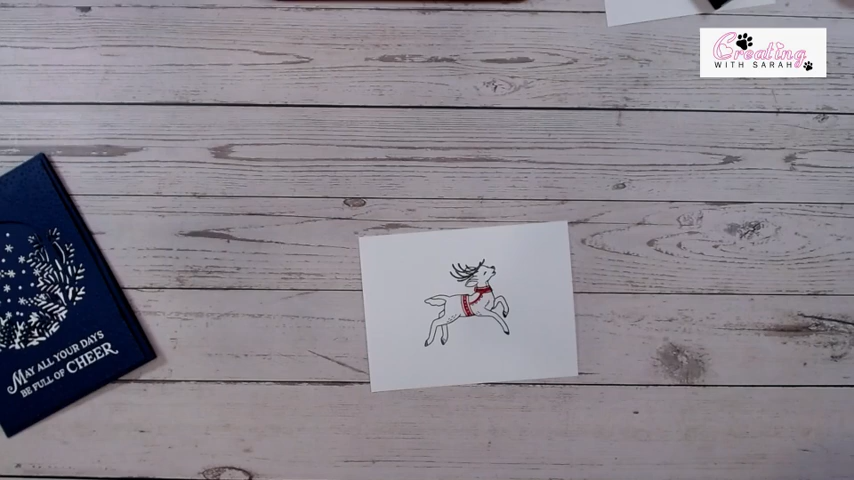 Creating
WITH SARAH
MAY ALL YOUR DAYS
BE FULL OF CHEER